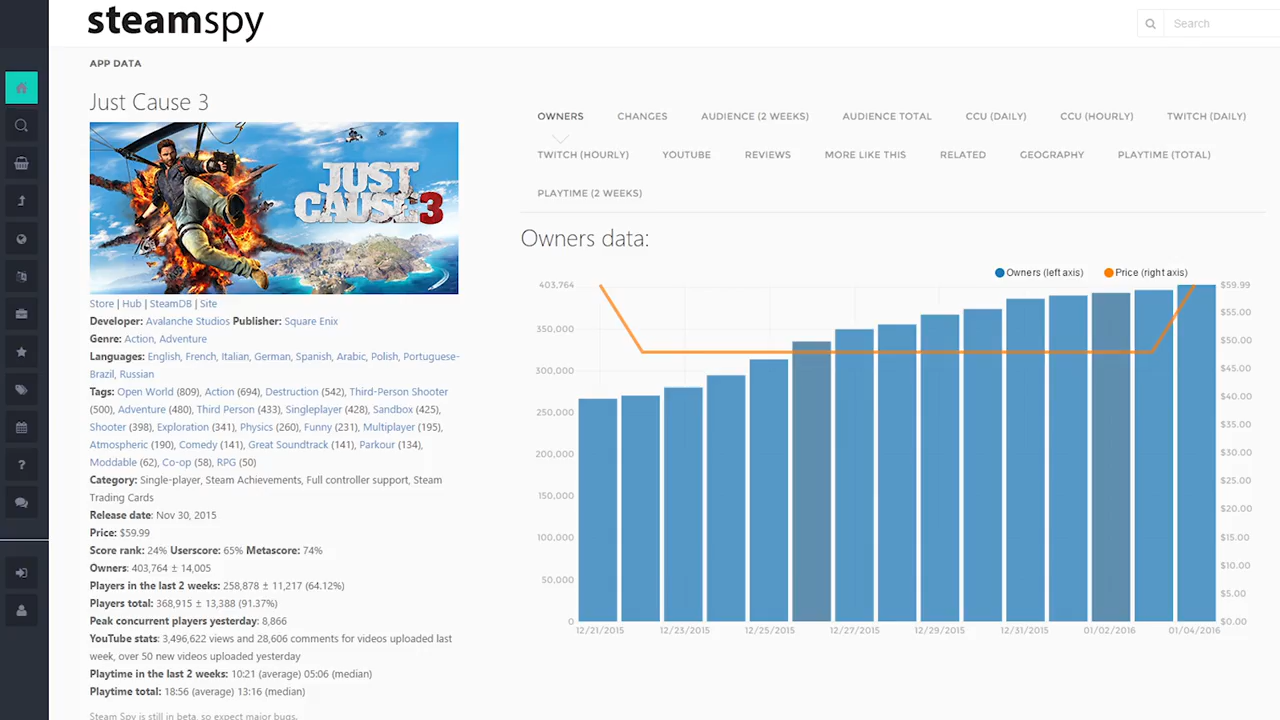 steamspy
Search
APP DATA
Just Cause 3
JUST
CAUSE 3
Store | Hub | SteamDB | Site
Developer: Avalanche Studios Publisher: Square Enix
Genre: Action, Adventure
Languages: English, French, Italian, German, Spanish, Arabic, Polish, Portuguese-
Brazil, Russian
Tags: Open World (809), Action (694), Destruction (542), Third-Person Shooter
(500), Adventure (480), Third Person (433), Singleplayer (428), Sandbox (425),
Shooter (398), Exploration (341), Physics (260), Funny (231), Multiplayer (195),
Atmospheric (190), Comedy (141), Great Soundtrack (141), Parkour (134),
Moddable (62), Co-op (58), RPG (50)
Category: Single-player, Steam Achievements, Full controller support, Steam
Trading Cards
Release date: Nov 30, 2015
Price: $59.99
Score rank: 24% Userscore: 65% Metascore: 74%
Owners: 403,764 ± 14,005
Players in the last 2 weeks: 258,878 ± 11,217 (64.12%)
Players total: 368,915 ± 13,388 (91.37%)
Peak concurrent players yesterday: 8,866
YouTube stats: 3,496,622 views and 28,606 comments for videos uploaded last
week, over 50 new videos uploaded yesterday
Playtime in the last 2 weeks: 10:21 (average) 05:06 (median)
Playtime total: 18:56 (average) 13:16 (median)
Steam Spy is still in beta, so expect major bugs.
OWNERS CHANGES AUDIENCE (2 WEEKS) AUDIENCE TOTAL CCU (DAILY) CCU (HOURLY) TWITCH (DAILY)
TWITCH (HOURLY) YOUTUBE REVIEWS MORE LIKE THIS RELATED GEOGRAPHY PLAYTIME (TOTAL)
PLAYTIME (2 WEEKS)
Owners data:
Owners (left axis) Price (right axis)
403,764 $59.99
$55.00
350,000
$50.00
$45.00
300,000
$40.00
250,000
$35.00
$30.00
200,000
$25.00
150,000
$20.00
100,000
$15.00
$10.00
50,000
$5.00
0 $0.00
12/21/2015 12/23/2015 12/25/2015 12/27/2015 12/29/2015 12/31/2015 01/02/2016 01/04/2016